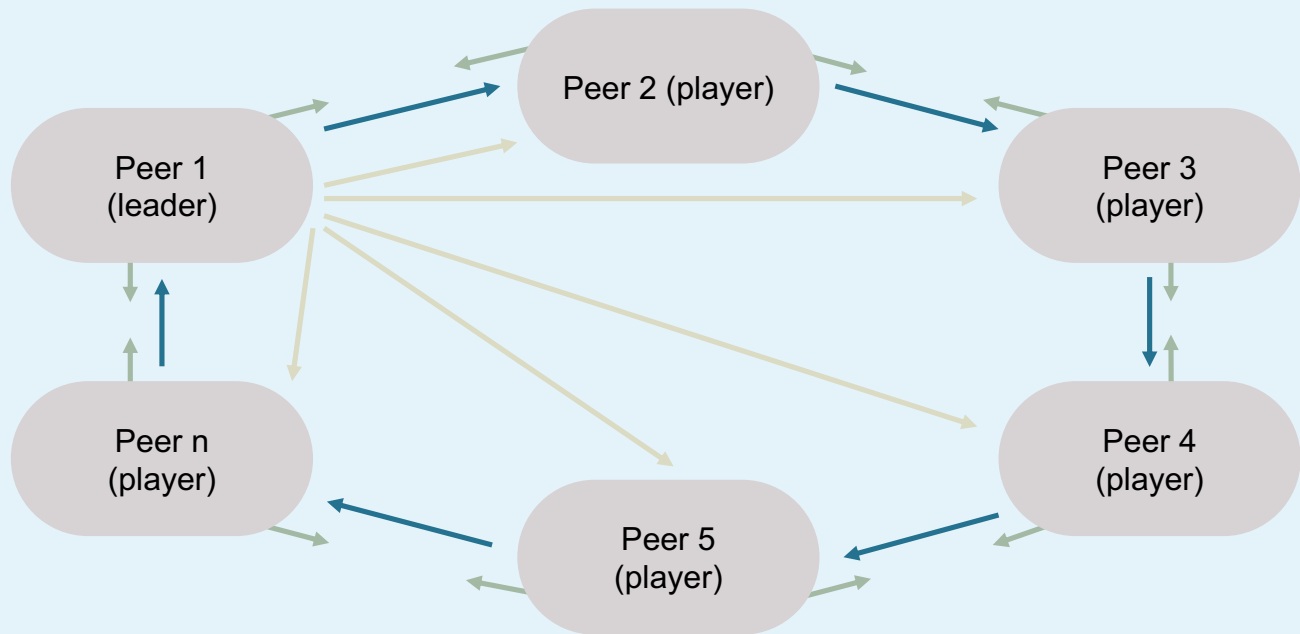 Peer 2 (player)
Peer 1
(leader)
Peer 3
(player)
Peer n
(player)
Peer 4
(player)
Peer 5
(player)